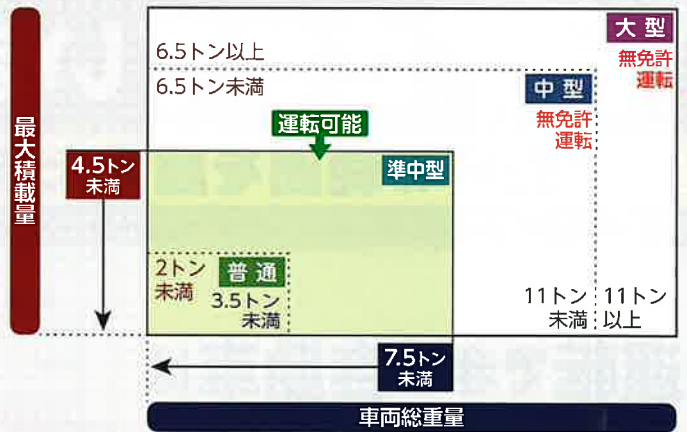 大型
無免許
運転
6.5トン以上
6.5トン未満
中型
無免許
運転
運転可能
最大積載量
4.5トン
未満
準中型
2トン
未満
普通
3.5トン
未満
11トン
未満
11トン
以上
7.5トン
未満
車両総重量